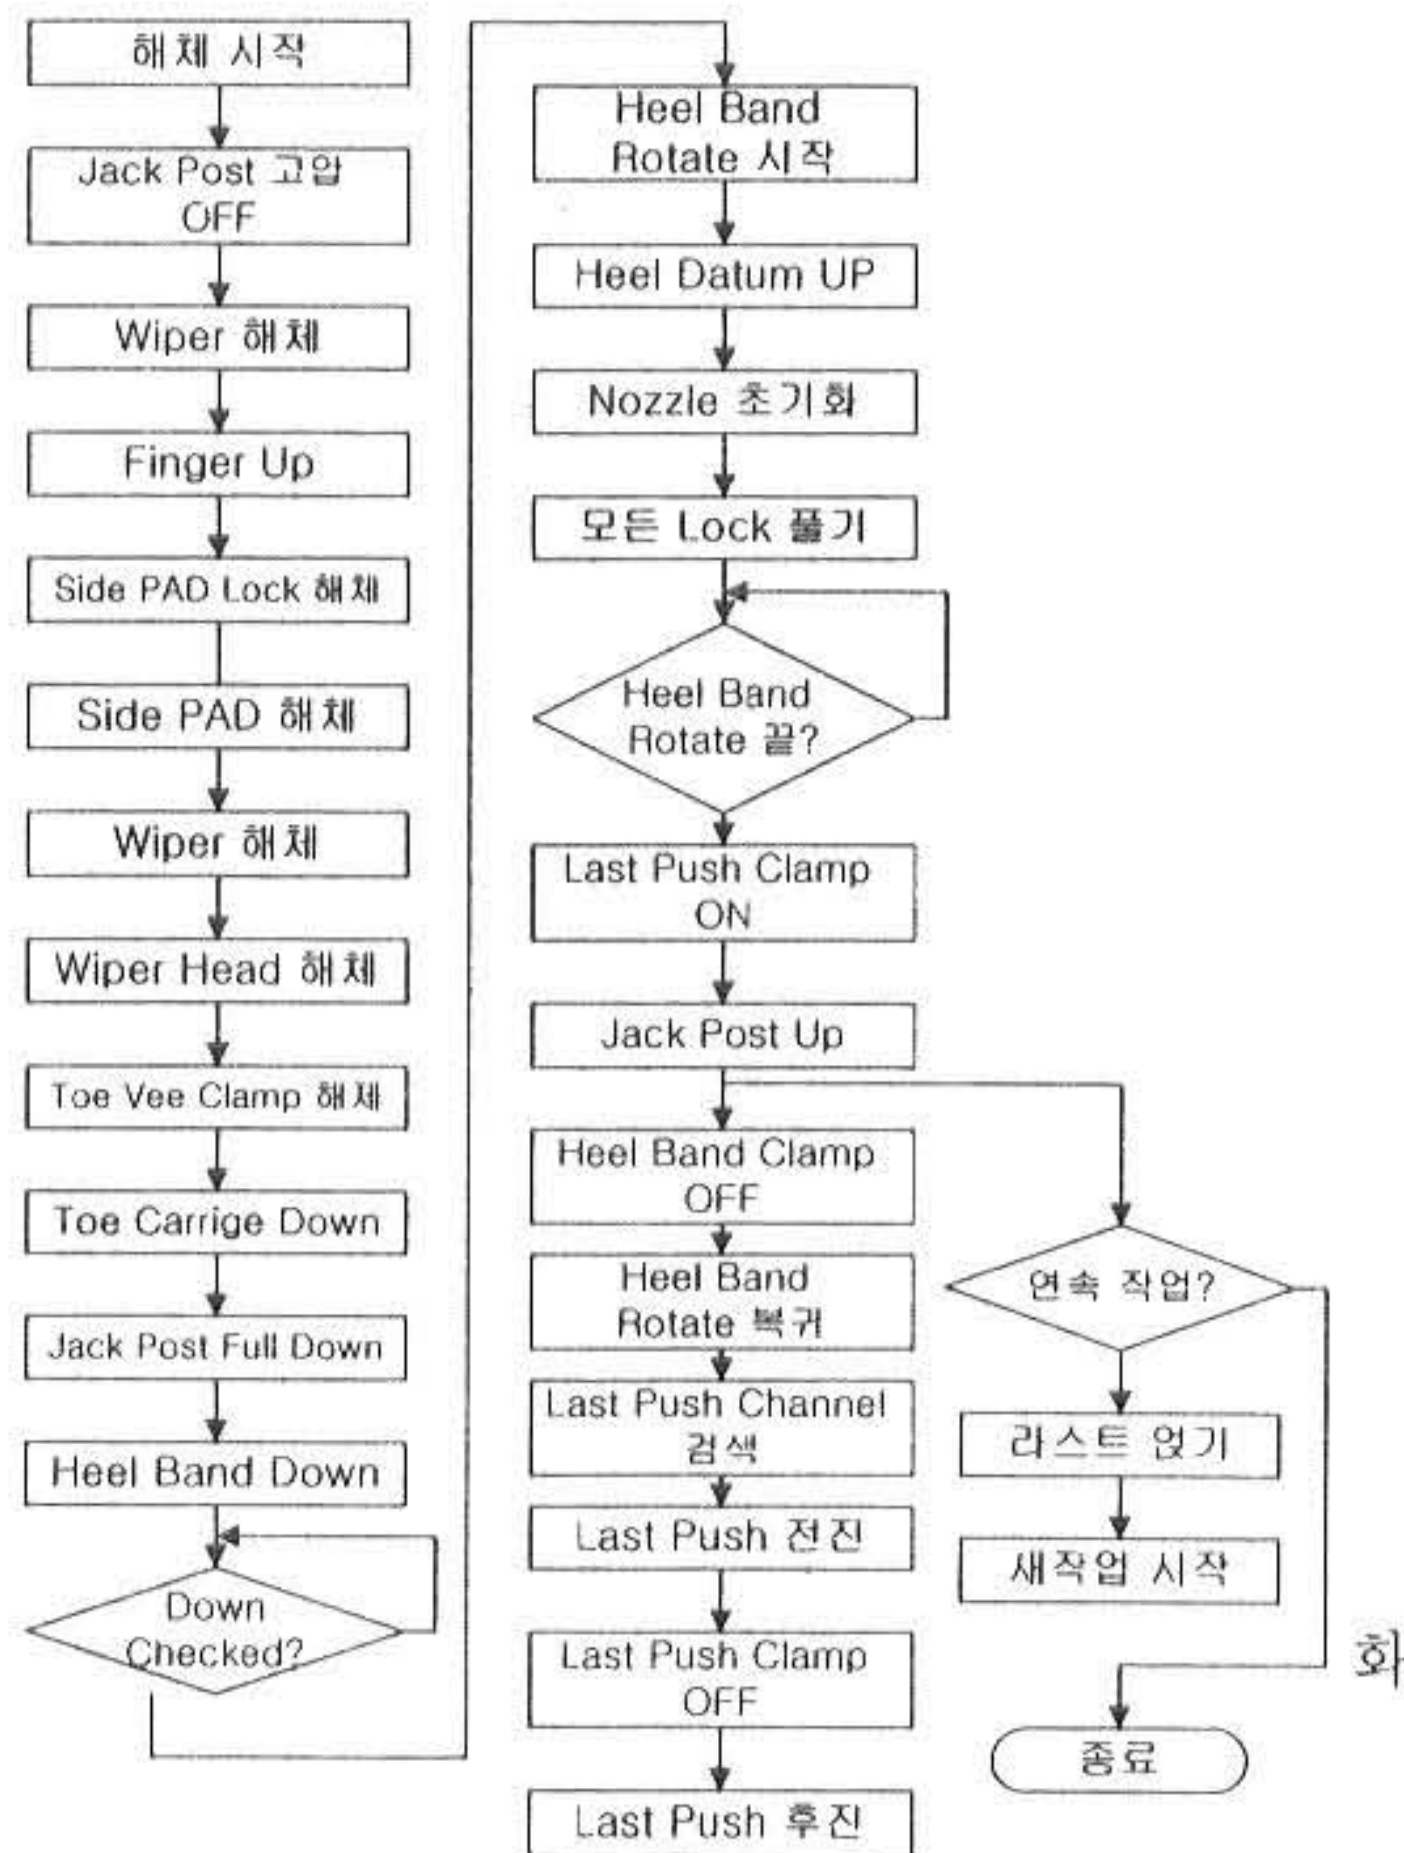 해체 시작
Jack Post 고압
OFF
Wiper 해체
Finger Up
Side PAD Lock 해체
Side PAD 해체
Wiper 해체
Wiper Head 해체
Toe Vee Clamp 해제
Toe Carrige Down
Jack Post Full Down
Heel Band Down
Down
Checked?
Heel Band
Rotate 시작
Heel Datum UP
Nozzle 초기화
모든 Lock 풀기
Heel Band
Rotate 끝?
Last Push Clamp
ON
Jack Post Up
Heel Band Clamp
OFF
Heel Band
Rotate 복귀
Last Push Channel
검색
Last Push 전진
Last Push Clamp
OFF
Last Push 후진
연속 작업?
라스트 얹기
새작업 시작
종료
회